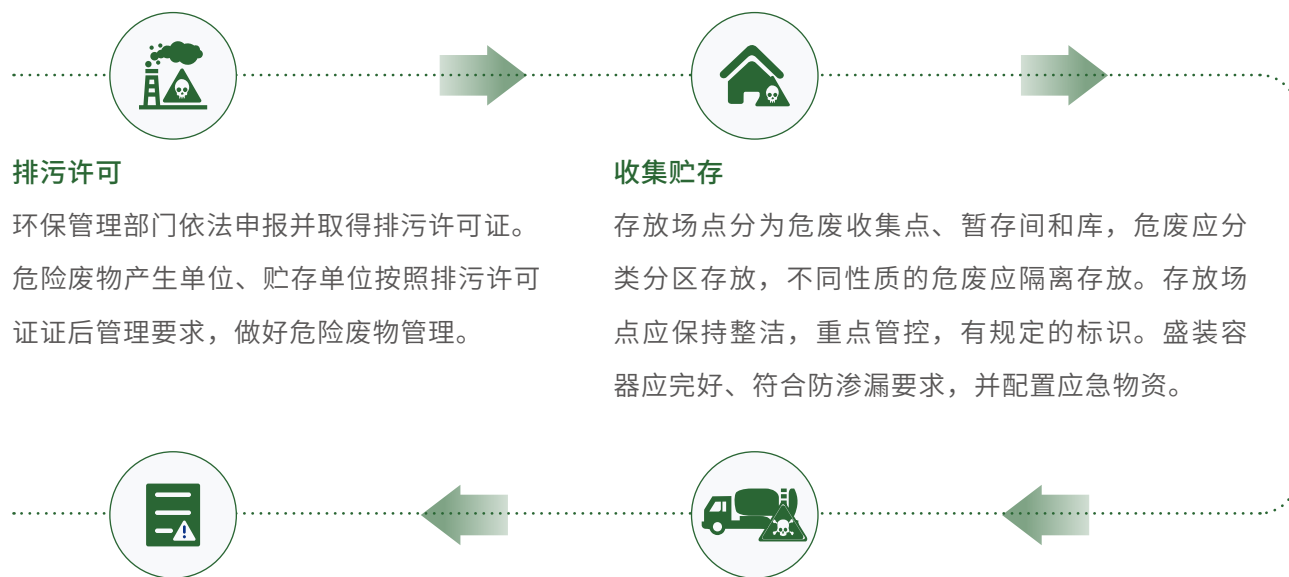 排污许可
环保管理部门依法申报并取得排污许可证。
危险废物产生单位、贮存单位按照排污许可
证证后管理要求，做好危险废物管理。
收集贮存
存放场点分为危废收集点、暂存间和库，危废应分
类分区存放，不同性质的危废应隔离存放。存放场
点应保持整洁，重点管控，有规定的标识。盛装容
器应完好、符合防渗漏要求，并配置应急物资。